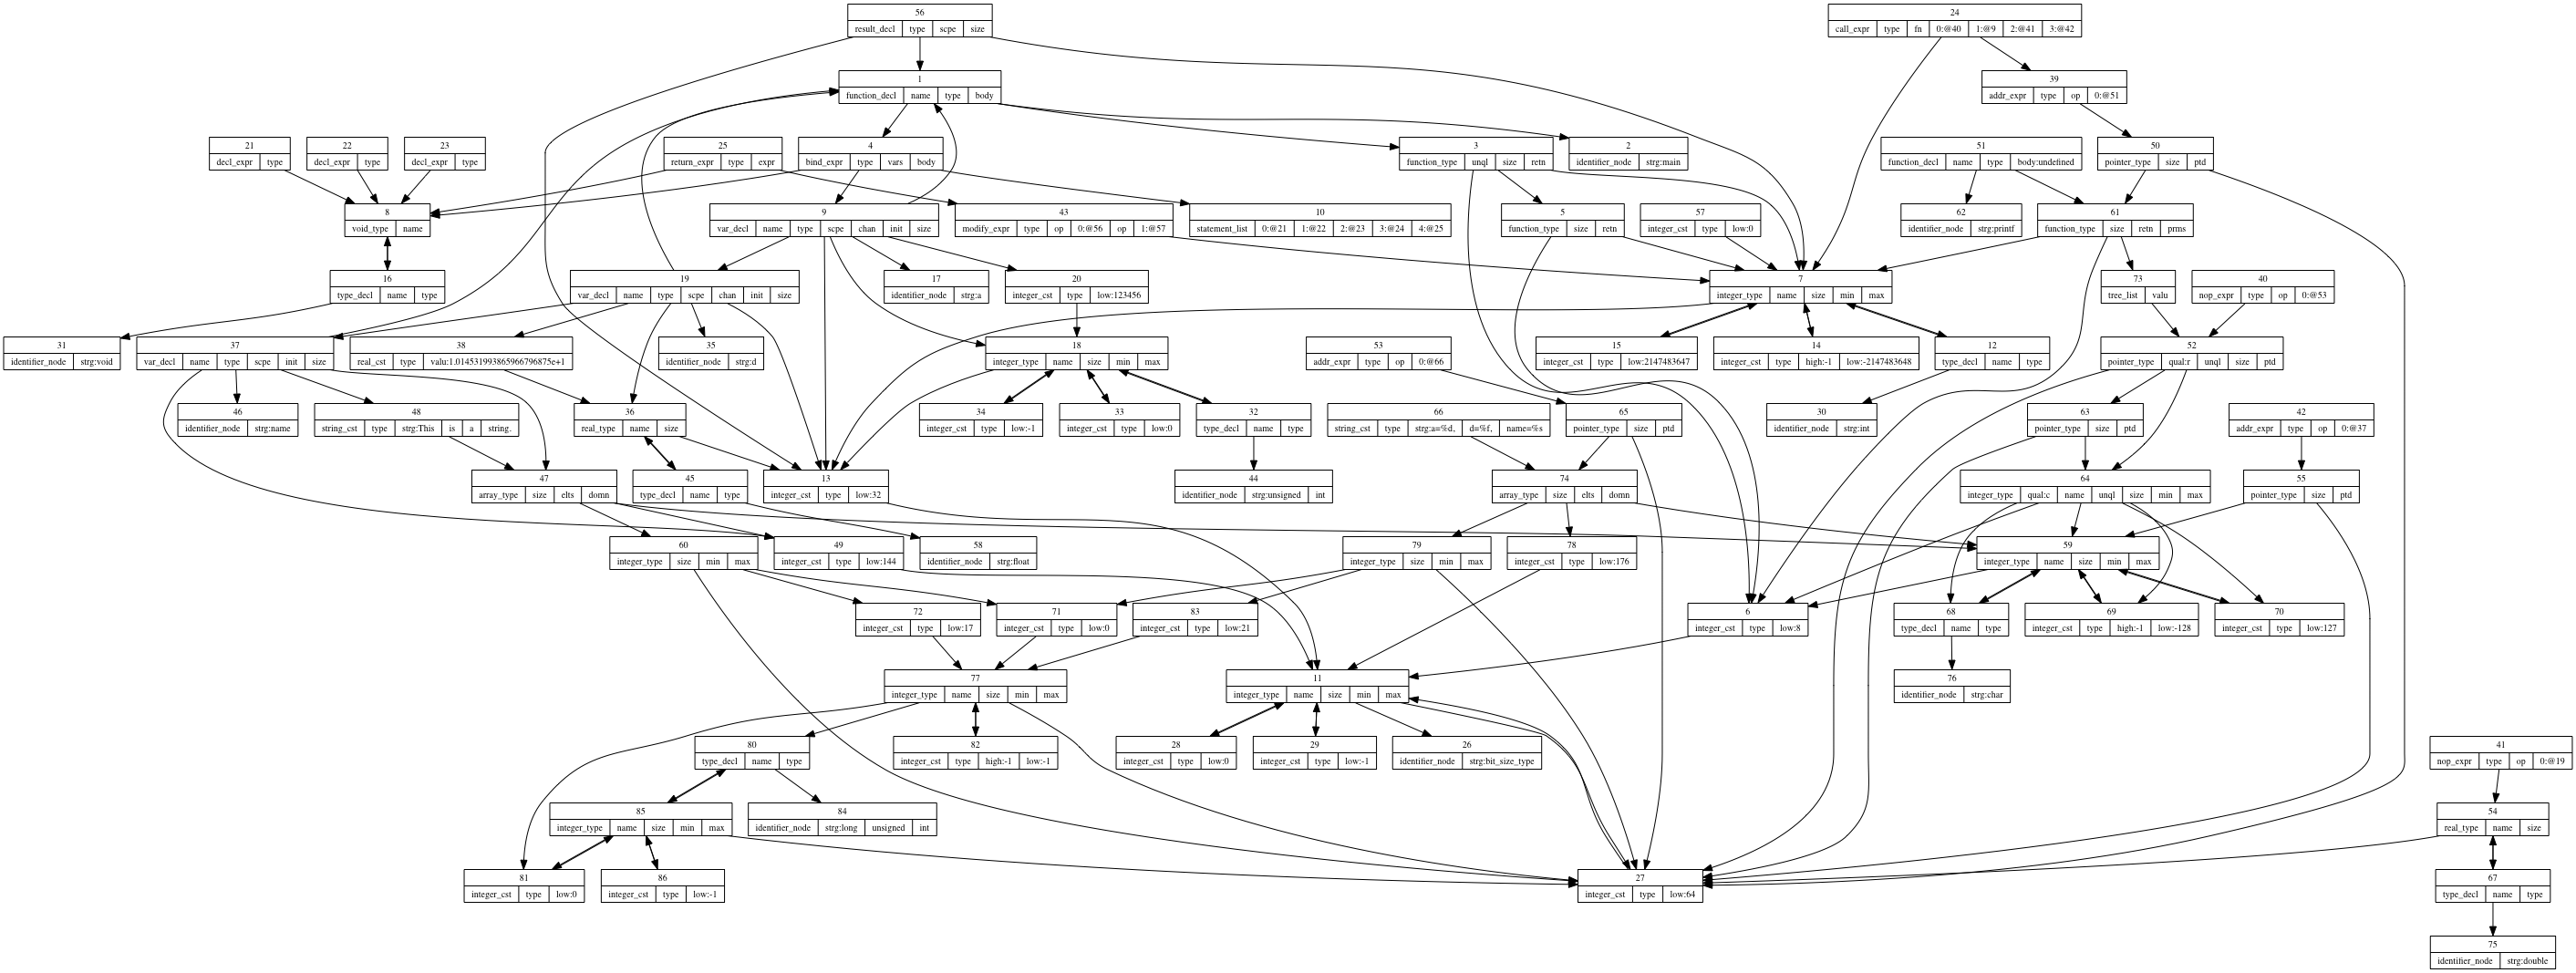 56
result_decl type scpe size
24
call_expr type fn 0:@40 1:@9 2:@41 3:@42
1
function_decl name type body
39
addr_expr type op 0:@51
21
decl_expr type
22
decl_expr type
23
decl_expr type
25
return_expr type expr
4
bind_expr type vars body
3
function_type unql size retn
2
identifier_node strg:main
51
function_decl name type body:undefined
50
pointer_type size ptd
8
void_type name
9
var_decl name type scpe chan init size
43
modify_expr type op 0:@56 op 1:@57
10
statement_list 0:@21 1:@22 2:@23 3:@24 4:@25
5
function_type size retn
57
integer_cst type low:0
62
identifier_node strg:printf
61
function_type size retn prms
16
type_decl name type
19
var_decl name type scpe chan init size
17
identifier_node strg:a
20
integer_cst type low:123456
7
integer_type name size min max
73
tree_list valu
40
nop_expr type op 0:@53
31
identifier_node strg:void
37
var_decl name type scpe init size
38
real_cst type valu:1.014531993865966796875e+1
35
identifier_node strg:d
18
integer_type name size min max
53
addr_expr type op 0:@66
15
integer_cst type low:2147483647
14
integer_cst type high:-1 low:-2147483648
12
type_decl name type
52
pointer_type qual:r unql size ptd
46
identifier_node strg:name
48
string_cst type strg:This is a string.
36
real_type name size
34
integer_cst type low:-1
33
integer_cst type low:0
32
type_decl name type
66
string_cst type strg:a=%d, d=%f, name=%s
65
pointer_type size ptd
30
identifier_node strg:int
63
pointer_type size ptd
42
addr_expr type op 0:@37
47
array_type size elts domn
45
type_decl name type
13
integer_cst type low:32
44
identifier_node strg:unsigned int
74
array_type size elts domn
64
integer_type qual:c name unql size min max
55
pointer_type size ptd
60
integer_type size min max
49
integer_cst type low:144
58
identifier_node strg:float
79
integer_type size min max
78
integer_cst type low:176
59
integer_type name size min max
72
integer_cst type low:17
71
integer_cst type low:0
83
integer_cst type low:21
6
integer_cst type low:8
68
type_decl name type
69
integer_cst type high:-1 low:-128
70
integer_cst type low:127
77
integer_type name size min max
11
integer_type name size min max
76
identifier_node strg:char
80
type_decl name type
82
integer_cst type high:-1 low:-1
28
integer_cst type low:0
29
integer_cst type low:-1
26
identifier_node strg:bit_size_type
41
nop_expr type op 0:@19
85
integer_type name size min max
84
identifier_node strg:long unsigned int
54
real_type name size
81
integer_cst type low:0
86
integer_cst type low:-1
27
integer_cst type low:64
67
type_decl name type
75
identifier_node strg:double